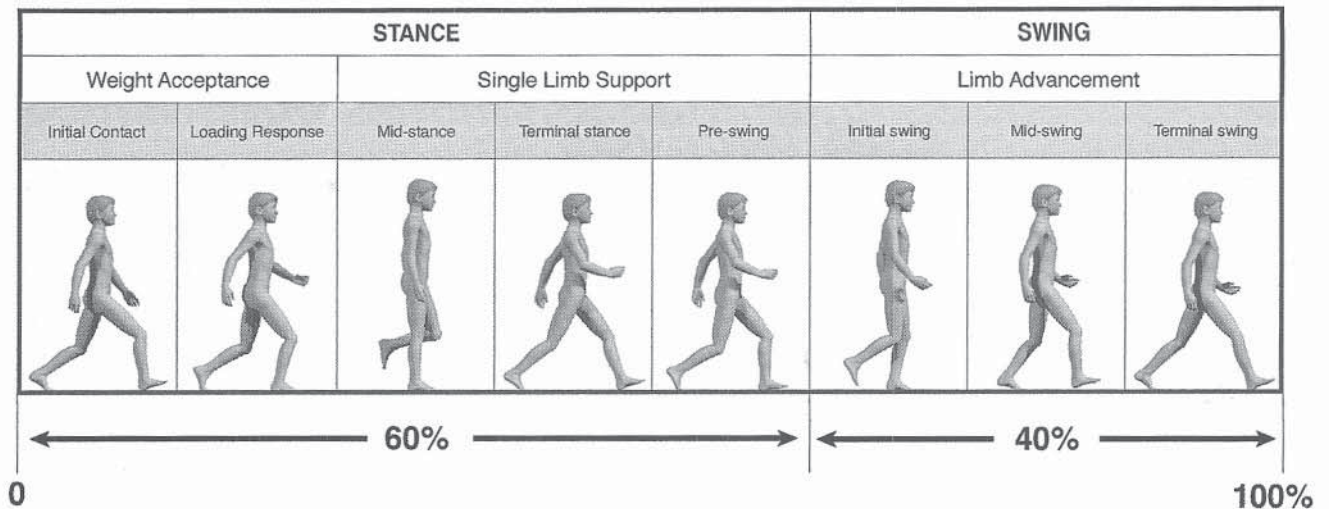 STANCE SWING
Weight Acceptance Single Limb Support Limb Advancement
Initial Contact Loading Response Mid-stance Terminal stance Pre-swing Initial swing Mid-swing Terminal swing
60% 40%
0 100%